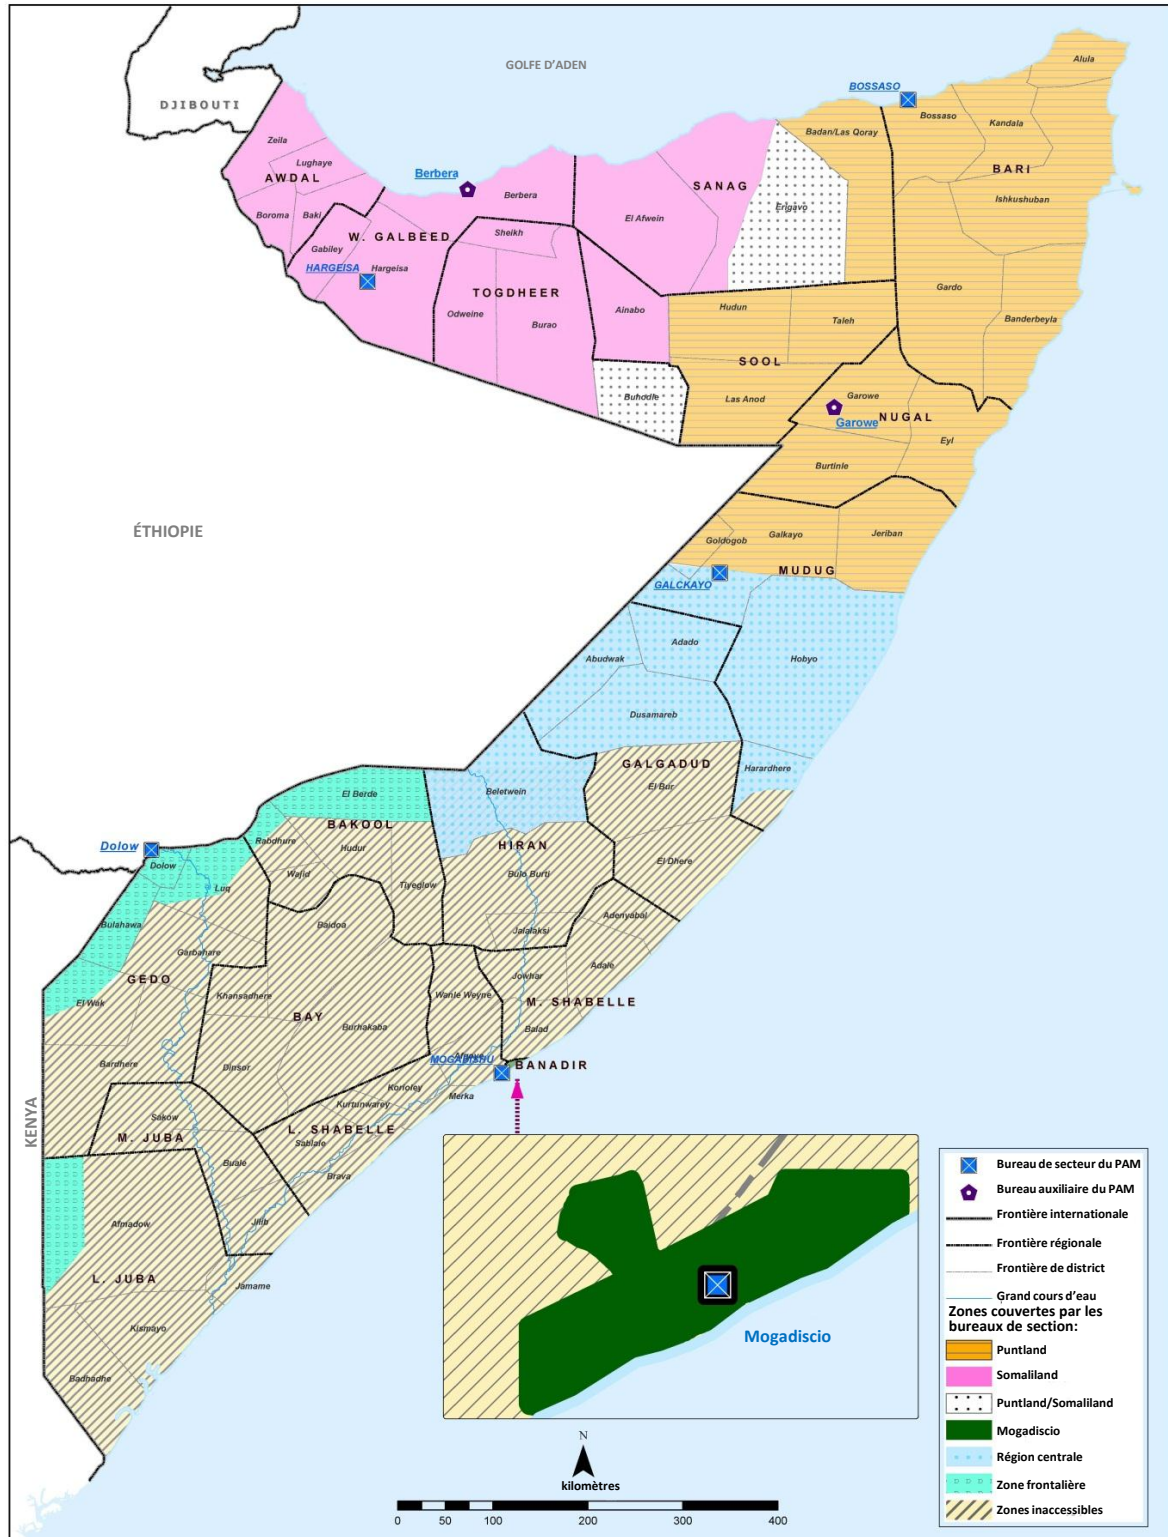 GOLFE D'ADEN
DJIBOUTI
BOSSASO
Alula
Bossaso
Kandala
Badan/Las Qoray
BARI
Zeila
Lughaye
AWDAL
Berbera
Berbera
SANAG
Ishkushuban
Erigavo
Boroma
Baki
El Afwein
W. GALBEED
Sheikh
Gabiley
HARGEISA
Hargeisa
TOGDHEER
Gardo
Odweine
Burao
Ainabo
Hudun
Taleh
Banderbeyla
SOOL
Buhodle
Las Anod
Garowe
NUGAL
Garowe
Eyl
Burtinle
ÉTHIOPIE
Goldogob
Galkayo
Jeriban
MUDUG
GALCKAYO
Adado
Abudwak
Hobyo
Dusamareb
GALGADUD
Harardhere
El Bur
El Berde
Beletwein
BAKOOL
Rabdhure
Hudur
HIRAN
Dolow
Dolow
Wajid
Tiyeglow
Bulo Burti
El Dhere
Luq
Bulahawa
Baidoa
Adenyabal
Jalalaksi
Garbahare
GEDO
Jowhar
Adale
El Wak
Khansadhere
Wanle Weyne
M. SHABELLE
BAY
Burhakaba
Balad
Bardhere
Dinsor
Afgoye
MOGADISHU
BANADIR
Korioley
Merka
Kurtunwarey
KENYA
Sakow
M. JUBA
L. SHABELLE
Sablale
Buale
Brava
Afmadow
Jilib
L. JUBA
Jamame
Kismayo
Badhadhe
Mogadiscio
Bureau de secteur du PAM
Bureau auxiliaire du PAM
Frontière internationale
Frontière régionale
Frontière de district
Grand cours d'eau
Zones couvertes par les
bureaux de section:
Puntland
Somaliland
Puntland/Somaliland
Mogadiscio
Région centrale
Zone frontalière
Zones inaccessibles
N
kilomètres
0 50 100 200 300 400